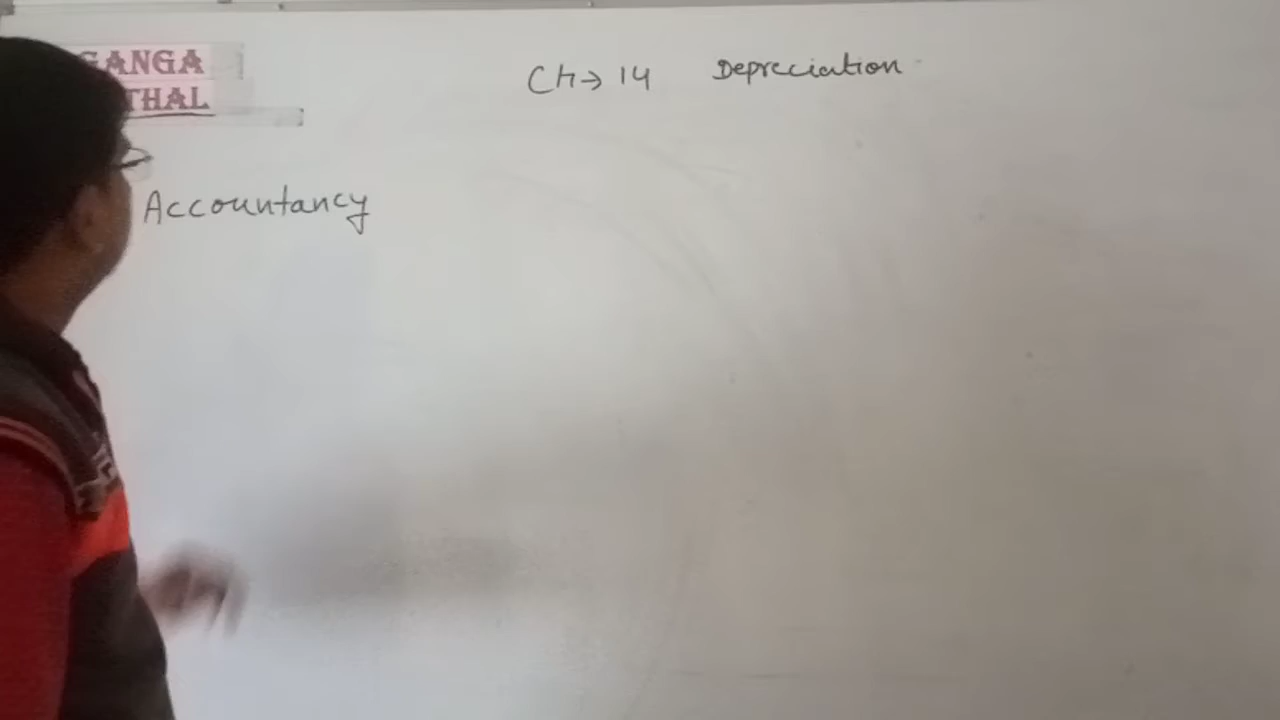 GANGA
THAL
Ch → 14 Depreciation
Accountancy